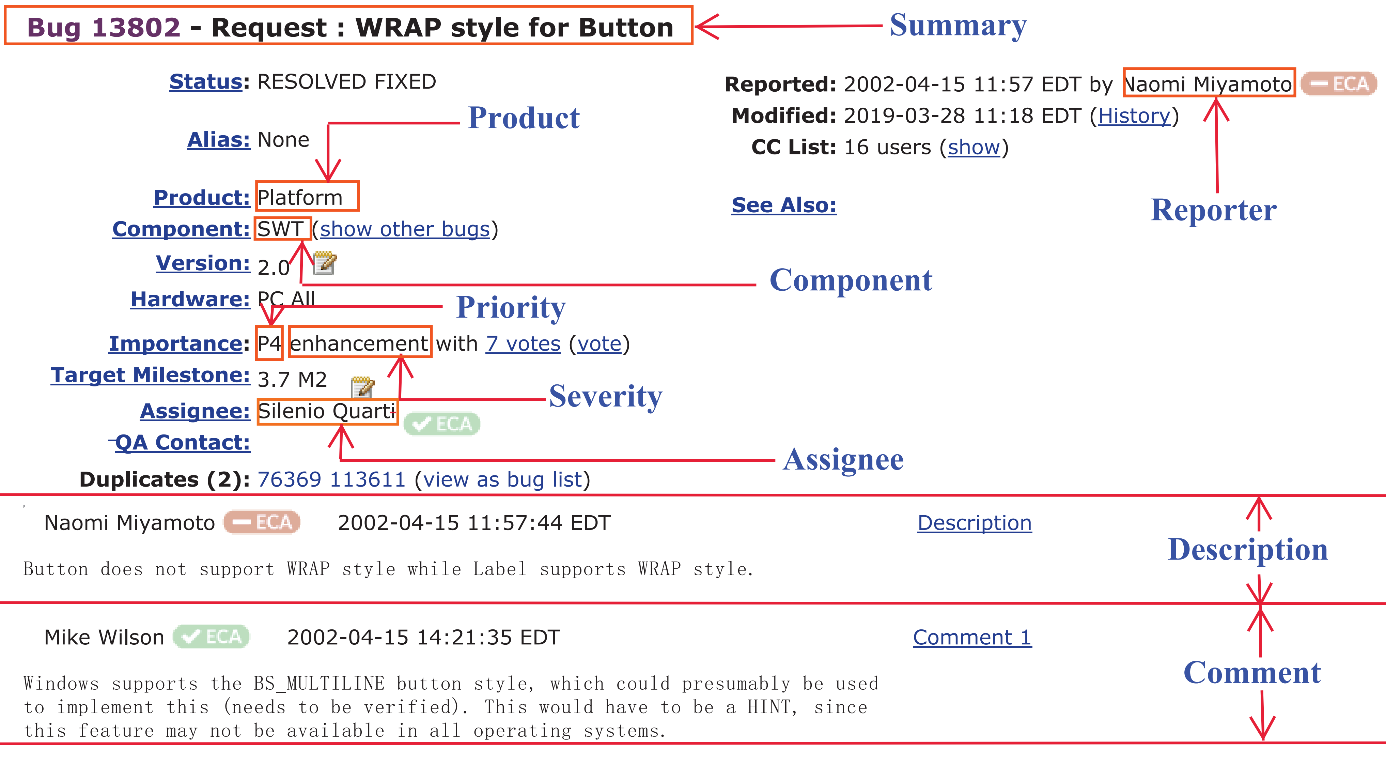 Bug 13802 - Request : WRAP style for Button
Summary
Status: RESOLVED FIXED
Reported: 2002-04-15 11:57 EDT by Naomi Miyamoto ECA
Product
Modified: 2019-03-28 11:18 EDT (History)
Alias: None
CC List: 16 users (show)
Product: Platform
See Also:
Reporter
Component: SWT (show other bugs)
Version: 2.0
Component
Hardware: PC All
Priority
Importance: P4 enhancement with 7 votes (vote)
Target Milestone: 3.7 M2
Severity
Assignee: Silenio Quarti ECA
QA Contact:
Assignee
Duplicates (2): 76369 113611 (view as bug list)
Naomi Miyamoto ECA 2002-04-15 11:57:44 EDT Description
Description
Button does not support WRAP style while Label supports WRAP style.
Mike Wilson ECA 2002-04-15 14:21:35 EDT Comment 1
Comment
Windows supports the BS_MULTILINE button style, which could presumably be used
to implement this (needs to be verified). This would have to be a HINT, since
this feature may not be available in all operating systems.